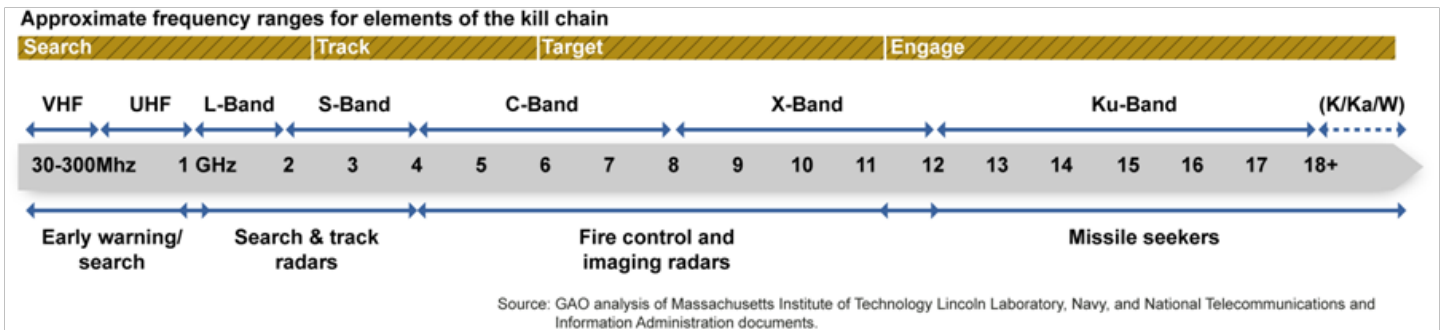 Approximate frequency ranges for elements of the kill chain
Search Track Target Engage
VHF UHF L-Band S-Band C-Band X-Band Ku-Band (K/Ka/W)
30-300Mhz 1 GHz 2 3 4 5 6 7 8 9 10 11 12 13 14 15 16 17 18+
Early warning/
search
Search & track
radars
Fire control and
imaging radars
Missile seekers
Source: GAO analysis of Massachusetts Institute of Technology Lincoln Laboratory, Navy, and National Telecommunications and
Information Administration documents.